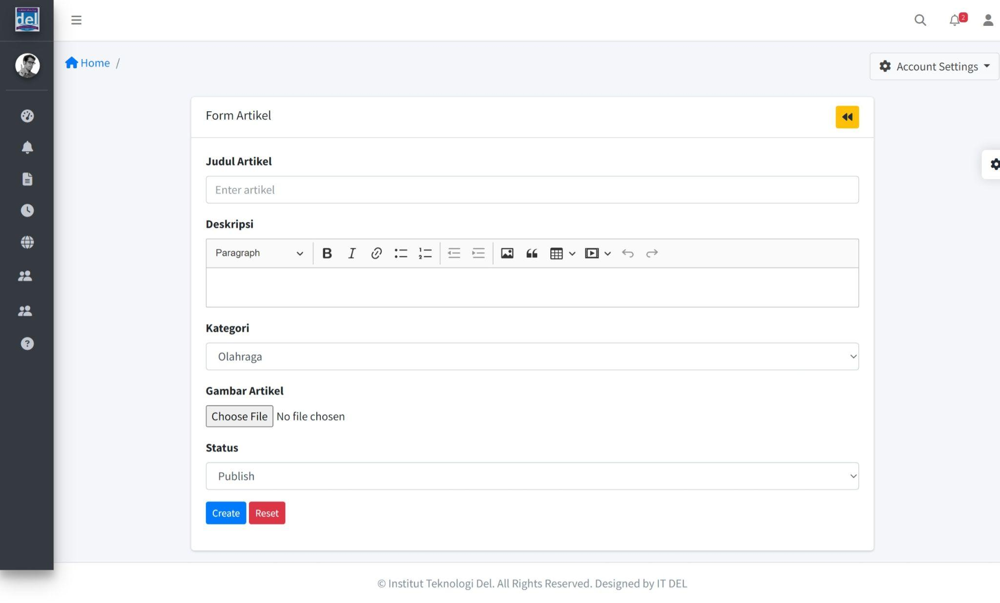 del
2
Home /
Account Settings
Form Artikel
Judul Artikel
Enter artikel
Deskripsi
Paragraph
Kategori
Olahraga
Gambar Artikel
Choose File No file chosen
Status
Publish
Create Reset
© Institut Teknologi Del. All Rights Reserved. Designed by IT DEL